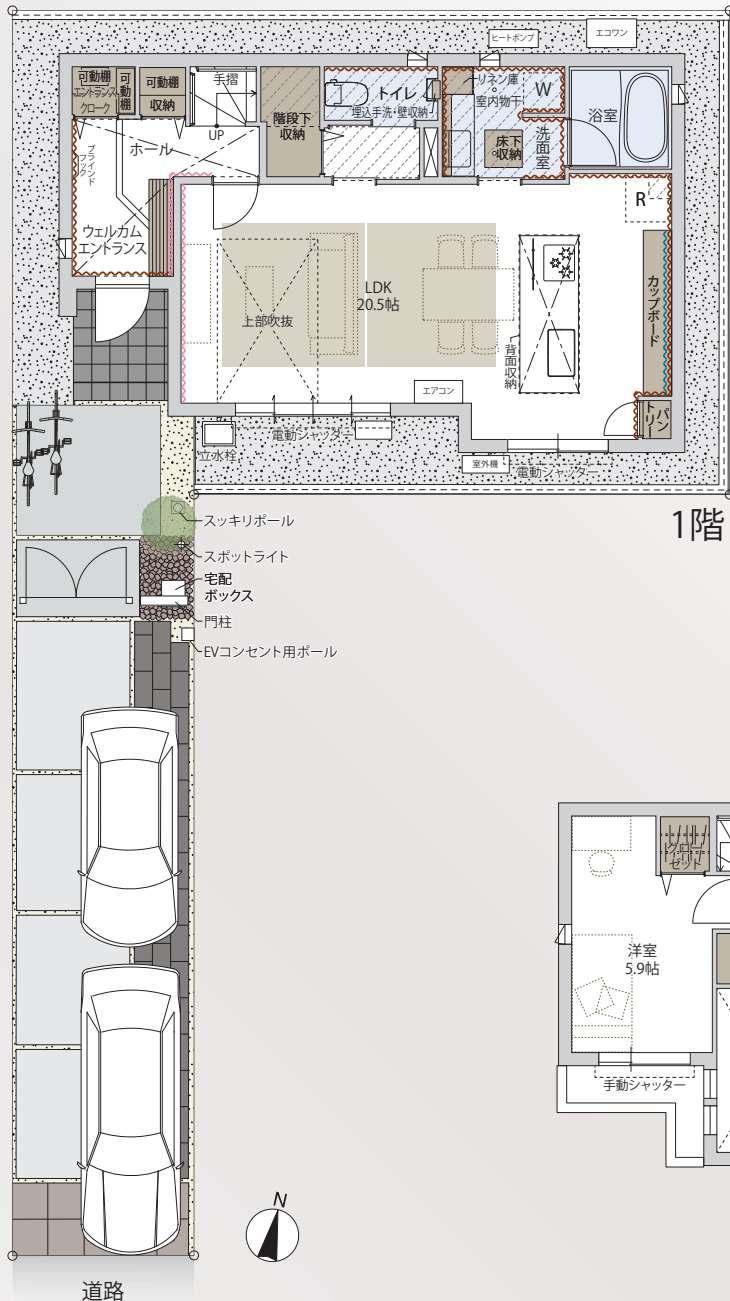 ヒートポンプ
エコワン
可動棚
エントランス
クローク
可動棚
可動棚
収納
手摺
UP
階段下
収納
トイレ
埋込手洗・壁収納
リネン庫
室内物干
W
洗面室
床下
収納
浴室
ホール
ブラインド
フック
ウェルカム
エントランス
R
LDK
20.5帖
上部吹抜
背面収納
カップボード
パントリー
エアコン
電動シャッター
立水栓
室外機
電動シャッター
1階
スッキリポール
スポットライト
宅配
ボックス
門柱
EVコンセント用ポール
クローゼット
洋室
5.9帖
手動シャッター
N
道路